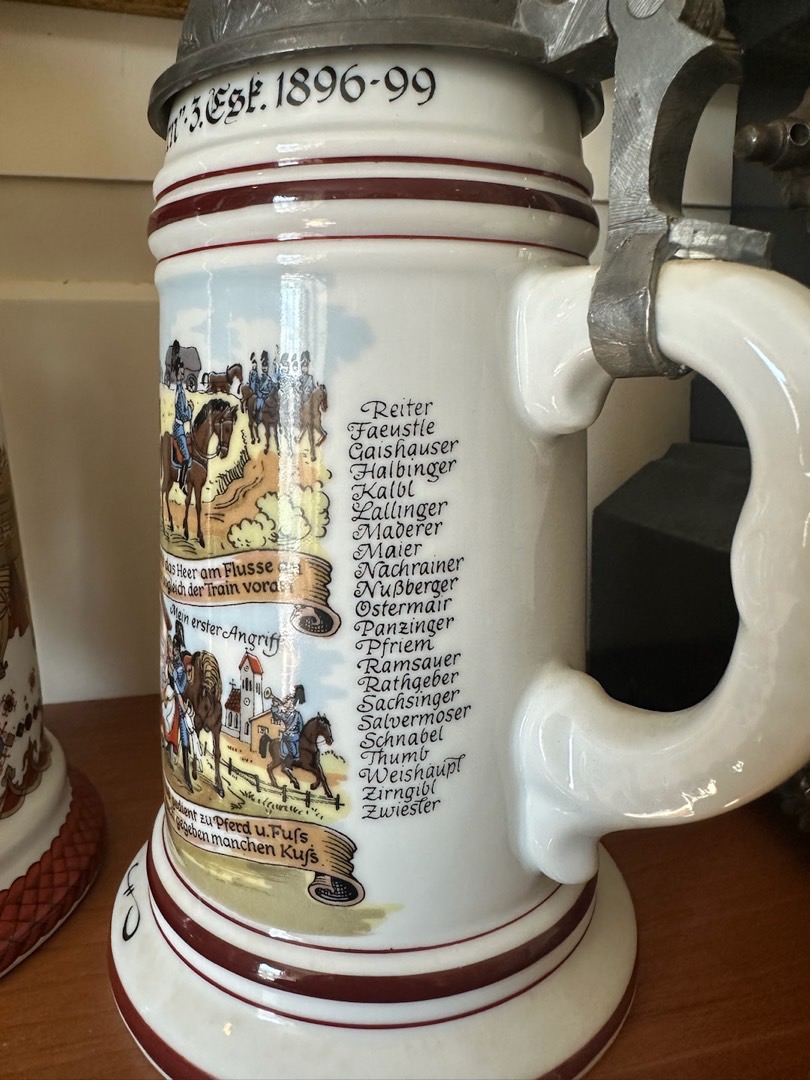 3. Esk. 1896-99
das Heer am Flusse
der Train voran
Mein erster Angriff
zu Pferd u. Fuſs
gegeben manchen Kuſs
Reiter
Faeustle
Gaishauser
Halbinger
Kalbl
Lallinger
Maderer
Maier
Nachrainer
Nußberger
Ostermair
Panzinger
Pfriem
Ramsauer
Rathgeber
Sachsinger
Salvermoser
Schnabel
Thumb
Weishäupl
Zirngibl
Zwiester